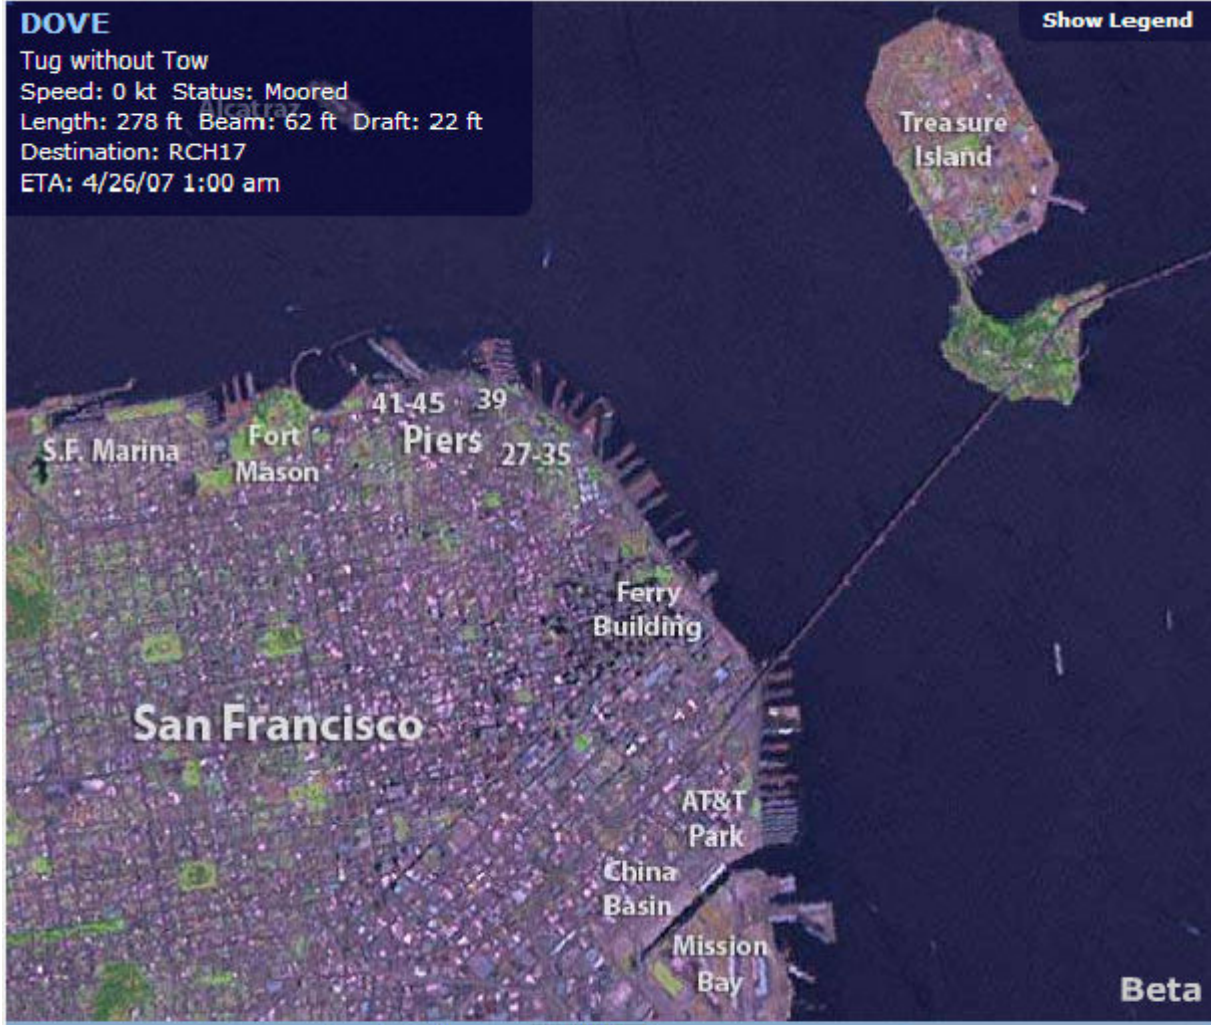 DOVE
Tug without Tow
Speed: 0 kt Status: Moored
Alcatraz
Length: 278 ft Beam: 62 ft Draft: 22 ft
Destination: RCH17
ETA: 4/26/07 1:00 am
Show Legend
Treasure
Island
41-45
39
Piers
27-35
S.F. Marina
Fort
Mason
Ferry
Building
San Francisco
AT&T
Park
China
Basin
Mission
Bay
Beta